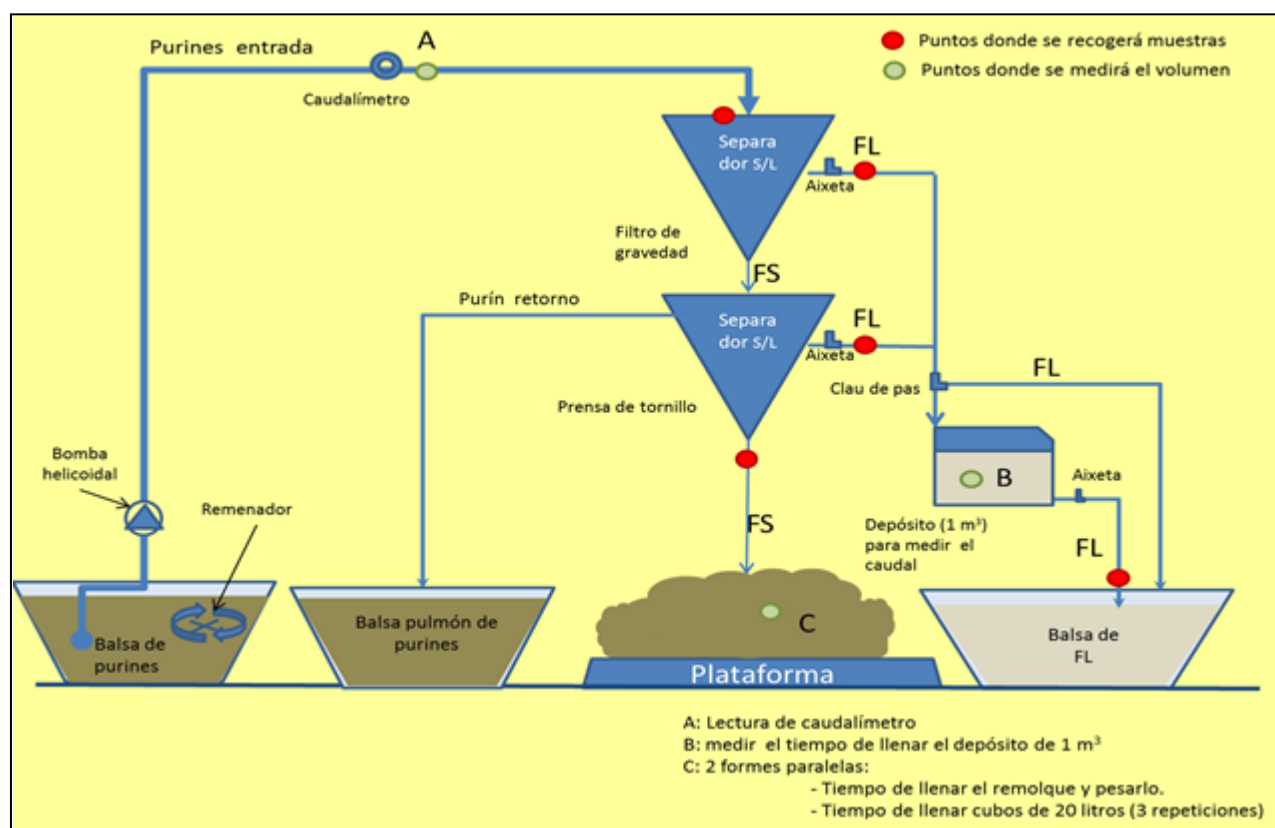 Purines entrada
A
Caudalímetro
Puntos donde se recogerá muestras
Puntos donde se medirá el volumen
Separa
dor S/L
FL
Aixeta
Filtro de
gravedad
FS
Purín retorno
Separa
dor S/L
FL
Aixeta
Clau de pas
FL
Prensa de tornillo
Bomba
helicoidal
Remenador
B
Aixeta
FS
Depósito (1 m³)
para medir el
caudal
FL
Balsa de
purines
Balsa pulmón de
purines
C
Balsa de
FL
Plataforma
A: Lectura de caudalímetro
B: medir el tiempo de llenar el depósito de 1 m³
C: 2 formes paralelas:
- Tiempo de llenar el remolque y pesarlo.
- Tiempo de llenar cubos de 20 litros (3 repeticiones)